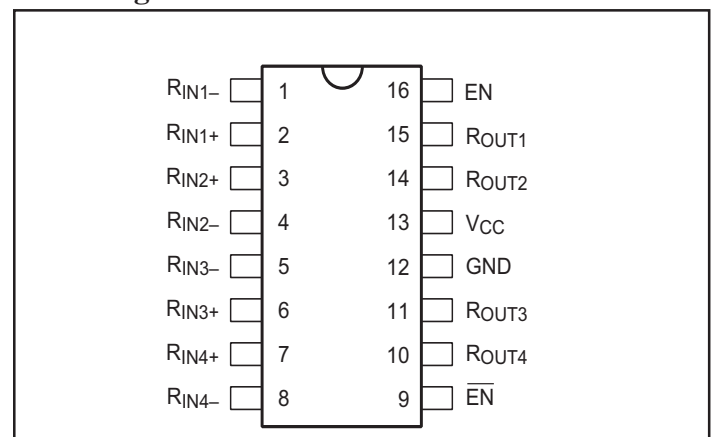 RIN1– 1 16 EN
RIN1+ 2 15 ROUT1
RIN2+ 3 14 ROUT2
RIN2– 4 13 VCC
RIN3– 5 12 GND
RIN3+ 6 11 ROUT3
RIN4+ 7 10 ROUT4
RIN4– 8 9 E̅N̅